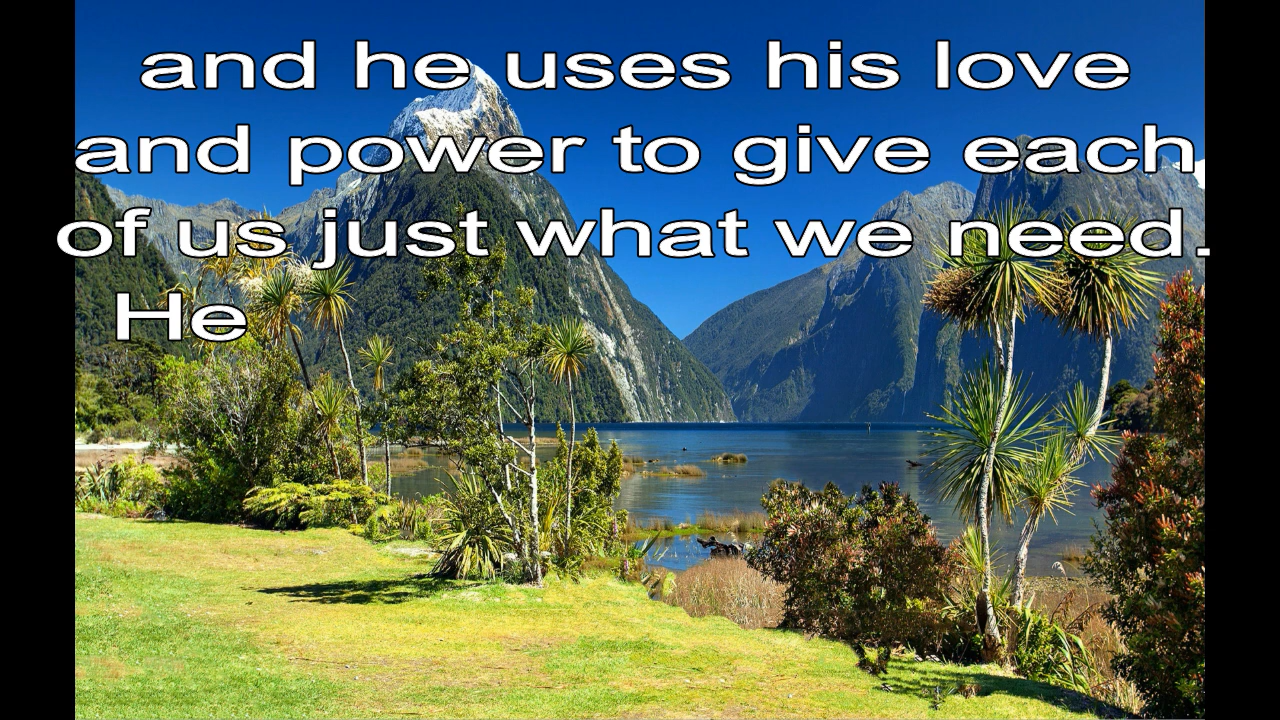 and he uses his love
and power to give each
of us just what we need.
He